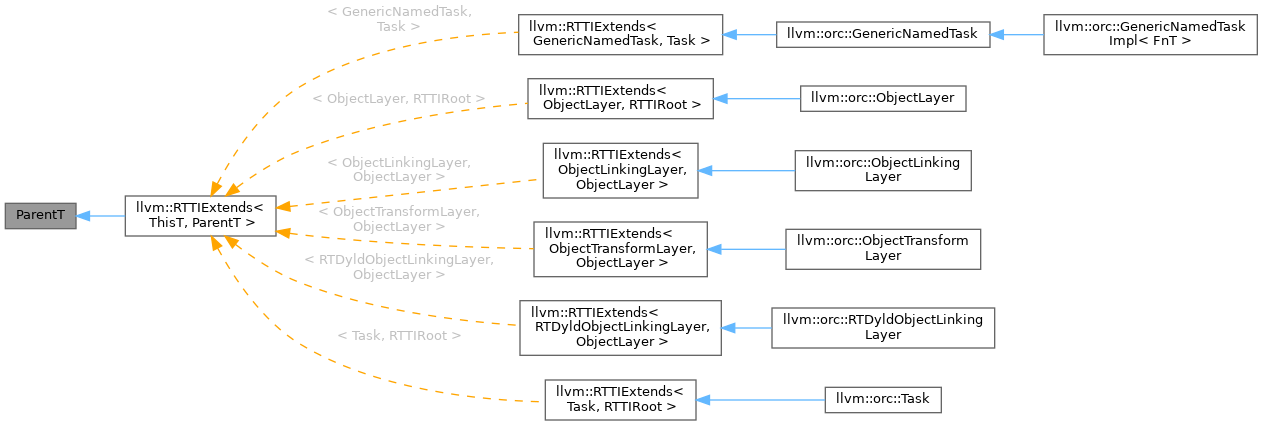 ParentT
llvm::RTTIExtends<
ThisT, ParentT >
< GenericNamedTask,
Task >
llvm::RTTIExtends<
GenericNamedTask, Task >
llvm::orc::GenericNamedTask
llvm::orc::GenericNamedTask
Impl< FnT >
< ObjectLayer, RTTIRoot >
llvm::RTTIExtends<
ObjectLayer, RTTIRoot >
llvm::orc::ObjectLayer
< ObjectLinkingLayer,
ObjectLayer >
llvm::RTTIExtends<
ObjectLinkingLayer,
ObjectLayer >
llvm::orc::ObjectLinking
Layer
< ObjectTransformLayer,
ObjectLayer >
llvm::RTTIExtends<
ObjectTransformLayer,
ObjectLayer >
llvm::orc::ObjectTransform
Layer
< RTDyldObjectLinkingLayer,
ObjectLayer >
llvm::RTTIExtends<
RTDyldObjectLinkingLayer,
ObjectLayer >
llvm::orc::RTDyldObjectLinking
Layer
< Task, RTTIRoot >
llvm::RTTIExtends<
Task, RTTIRoot >
llvm::orc::Task